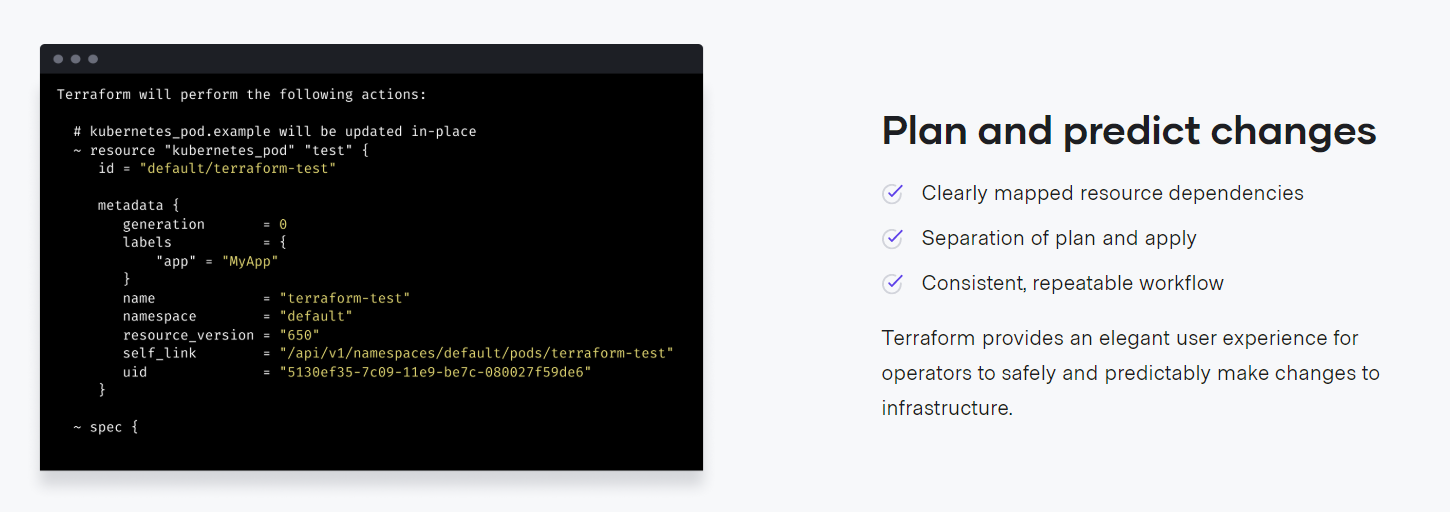 Terraform will perform the following actions:
# kubernetes_pod.example will be updated in-place
~ resource "kubernetes_pod" "test" {
id = "default/terraform-test"
metadata {
generation = 0
labels = {
"app" = "MyApp"
}
name = "terraform-test"
namespace = "default"
resource_version = "650"
self_link = "/api/v1/namespaces/default/pods/terraform-test"
uid = "5130ef35-7c09-11e9-be7c-080027f59de6"
}
~ spec {
Plan and predict changes
Clearly mapped resource dependencies
Separation of plan and apply
Consistent, repeatable workflow
Terraform provides an elegant user experience for
operators to safely and predictably make changes to
infrastructure.